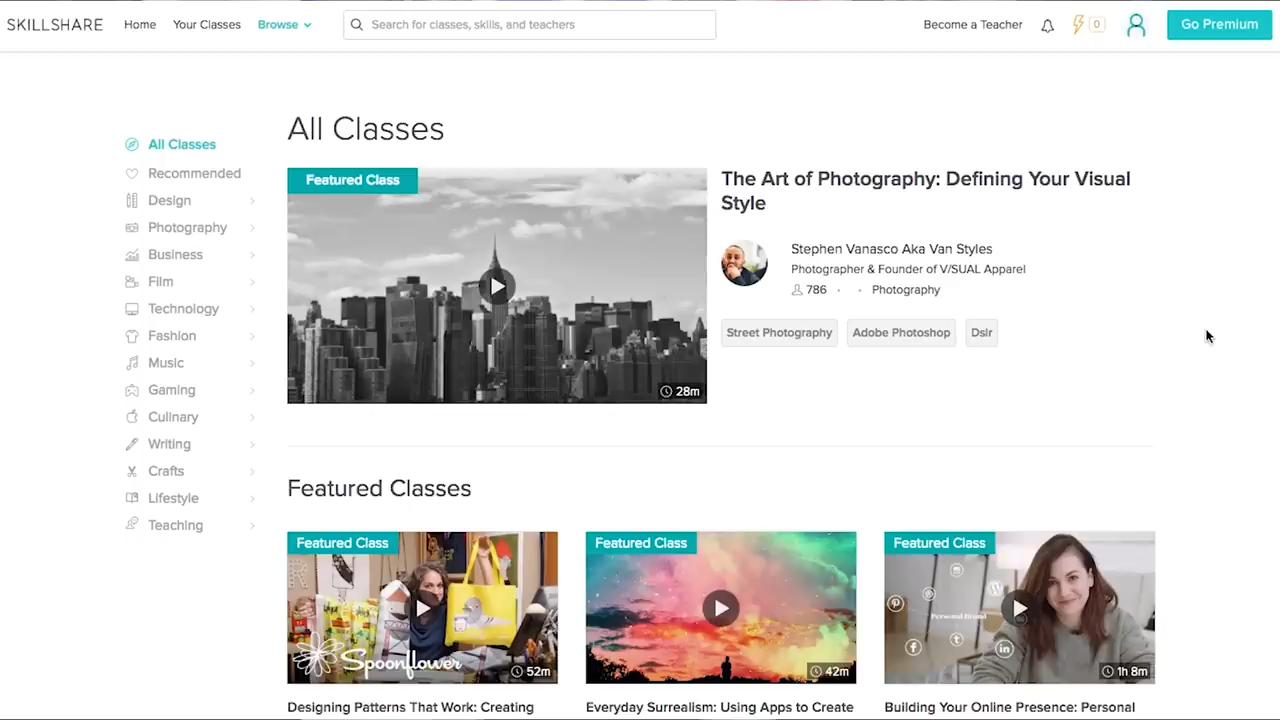 SKILLSHARE
Home
Your Classes
Browse
Search for classes, skills, and teachers
Become a Teacher
0
Go Premium
All Classes
Recommended
Design
Photography
Business
Film
Technology
Fashion
Music
Gaming
Culinary
Writing
Crafts
Lifestyle
Teaching
All Classes
Featured Class
28m
The Art of Photography: Defining Your Visual
Style
Stephen Vanasco Aka Van Styles
Photographer & Founder of V/SUAL Apparel
786 · · Photography
Street Photography
Adobe Photoshop
Dslr
Featured Classes
Featured Class
Spoonflower
52m
Designing Patterns That Work: Creating
Featured Class
42m
Everyday Surrealism: Using Apps to Create
Featured Class
Personal Brand
1h 8m
Building Your Online Presence: Personal